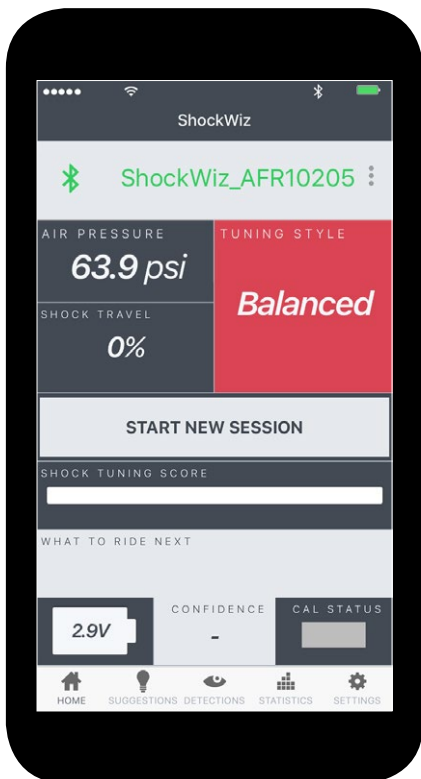 ShockWiz
ShockWiz_AFR10205
AIR PRESSURE
63.9 psi
TUNING STYLE
Balanced
SHOCK TRAVEL
0%
START NEW SESSION
SHOCK TUNING SCORE
WHAT TO RIDE NEXT
2.9V
CONFIDENCE
-
CAL STATUS
HOME
SUGGESTIONS
DETECTIONS
STATISTICS
SETTINGS